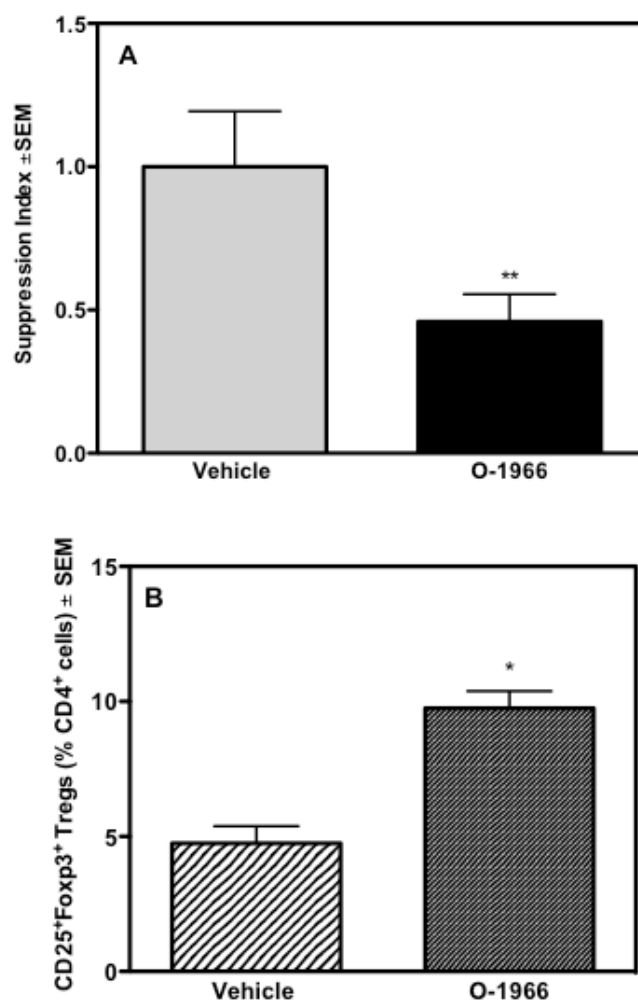 A
Suppression Index ±SEM
1.5
1.0
0.5
0.0
**
Vehicle O-1966
B
CD25⁺Foxp3⁺ Tregs (% CD4⁺ cells) ± SEM
15
10
5
0
*
Vehicle O-1966